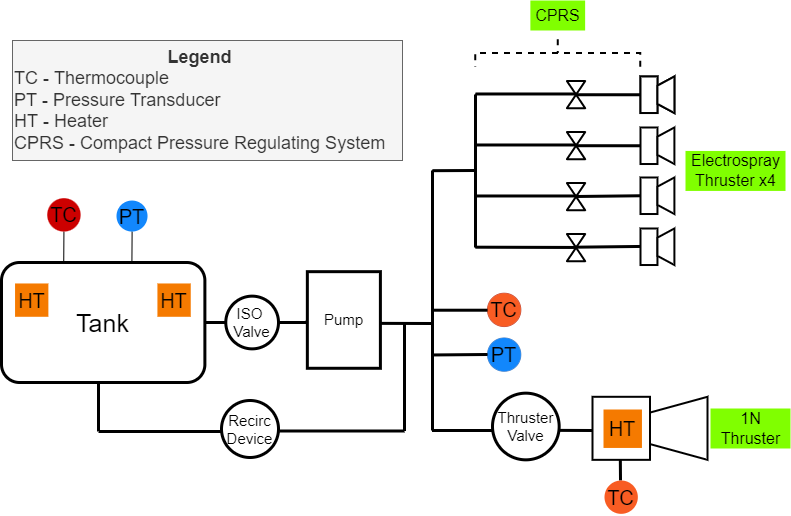 CPRS
Legend
TC - Thermocouple
PT - Pressure Transducer
HT - Heater
CPRS - Compact Pressure Regulating System
Electrospray
Thruster x4
TC
PT
HT
HT
Tank
ISO
Valve
Pump
TC
PT
Recirc
Device
Thruster
Valve
HT
1N
Thruster
TC